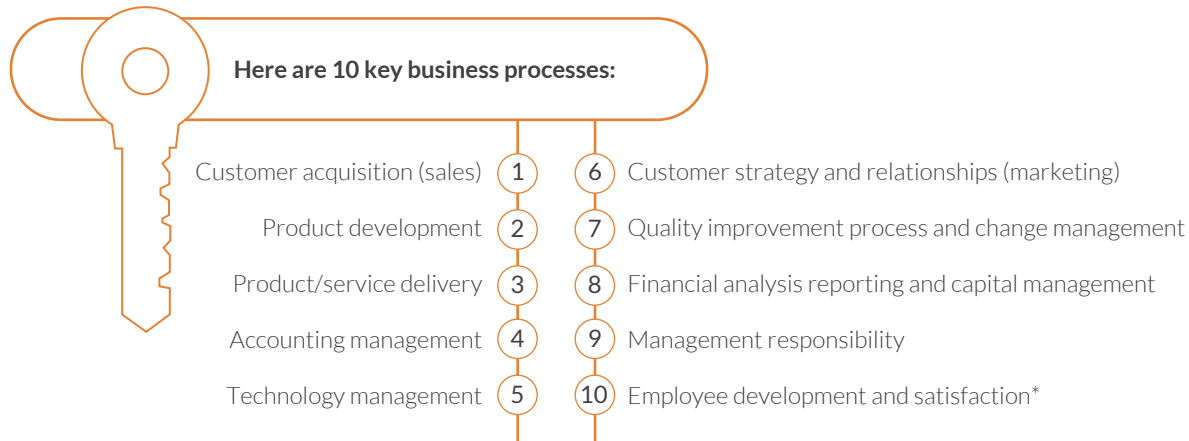 Here are 10 key business processes:
Customer acquisition (sales) 1
Product development 2
Product/service delivery 3
Accounting management 4
Technology management 5
6 Customer strategy and relationships (marketing)
7 Quality improvement process and change management
8 Financial analysis reporting and capital management
9 Management responsibility
10 Employee development and satisfaction*